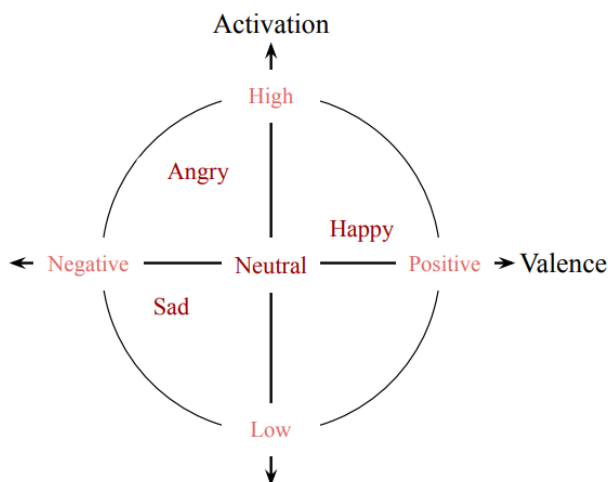 Activation
High
Angry
Happy
Negative
Neutral
Positive
Valence
Sad
Low